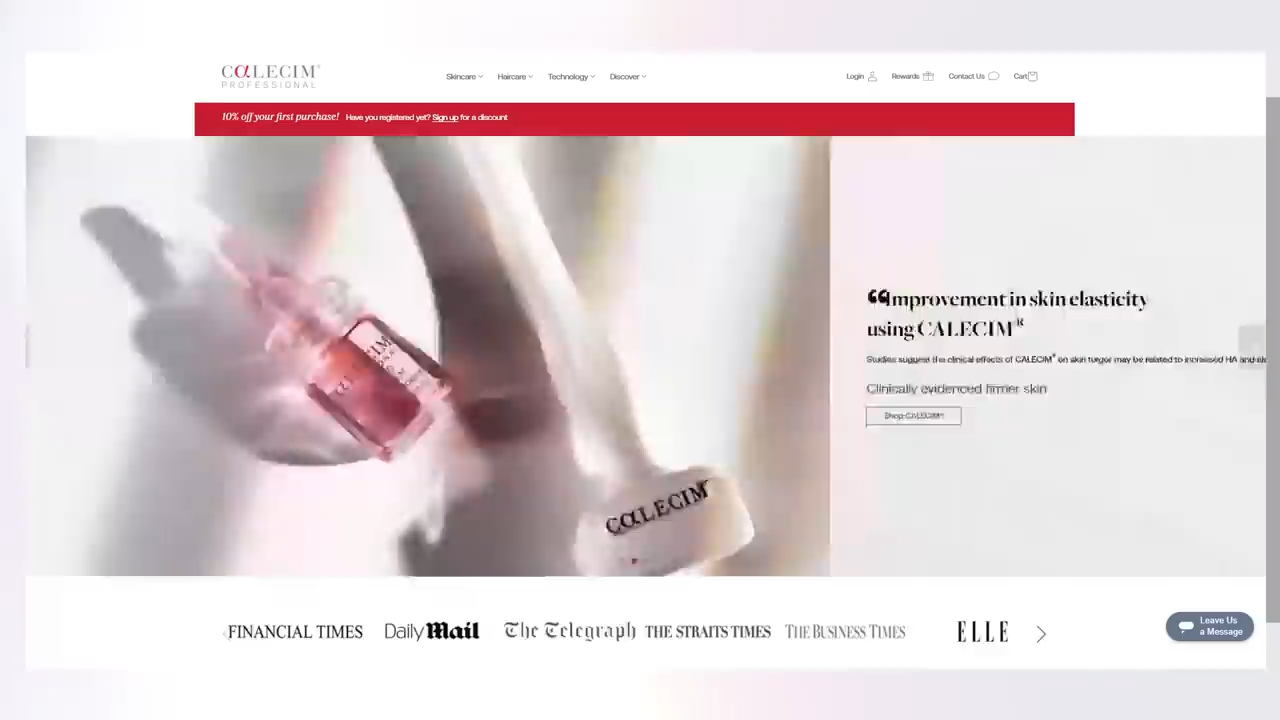 CαLECIM®
PROFESSIONAL
Skincare Haircare Technology Discover
Login Rewards Contact Us Cart
10% off your first purchase! Have you registered yet? Sign up for a discount
“Improvement in skin elasticity
using CALECIM®
Studies suggest the clinical effects of CALECIM® on skin turgor may be related to increased HA and
Clinically evidenced firmer skin
Shop CALECIM®
CαLECIM
FINANCIAL TIMES Daily Mail The Telegraph THE STRAITS TIMES THE BUSINESS TIMES ELLE
Leave Us
a Message